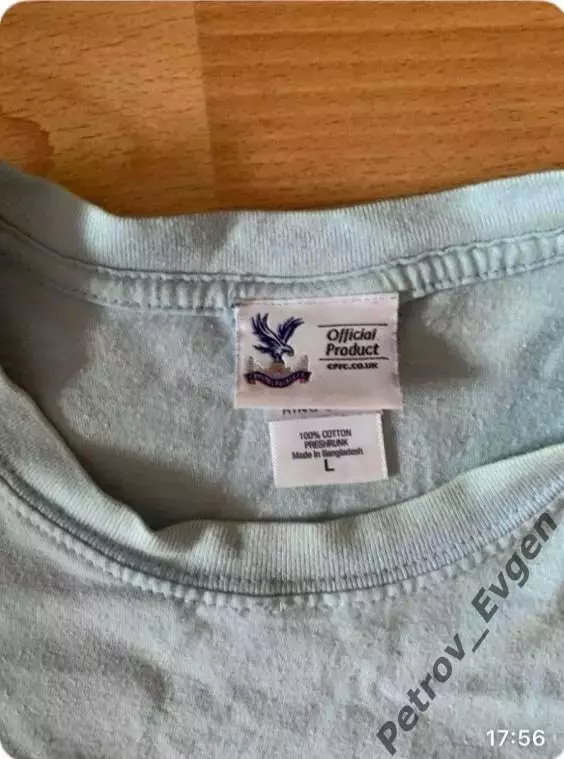 Official
Product
CPFC.CO.UK
100% COTTON
PRESHRUNK
Made in Bangladesh
L
Petrov_Evgen
17:56